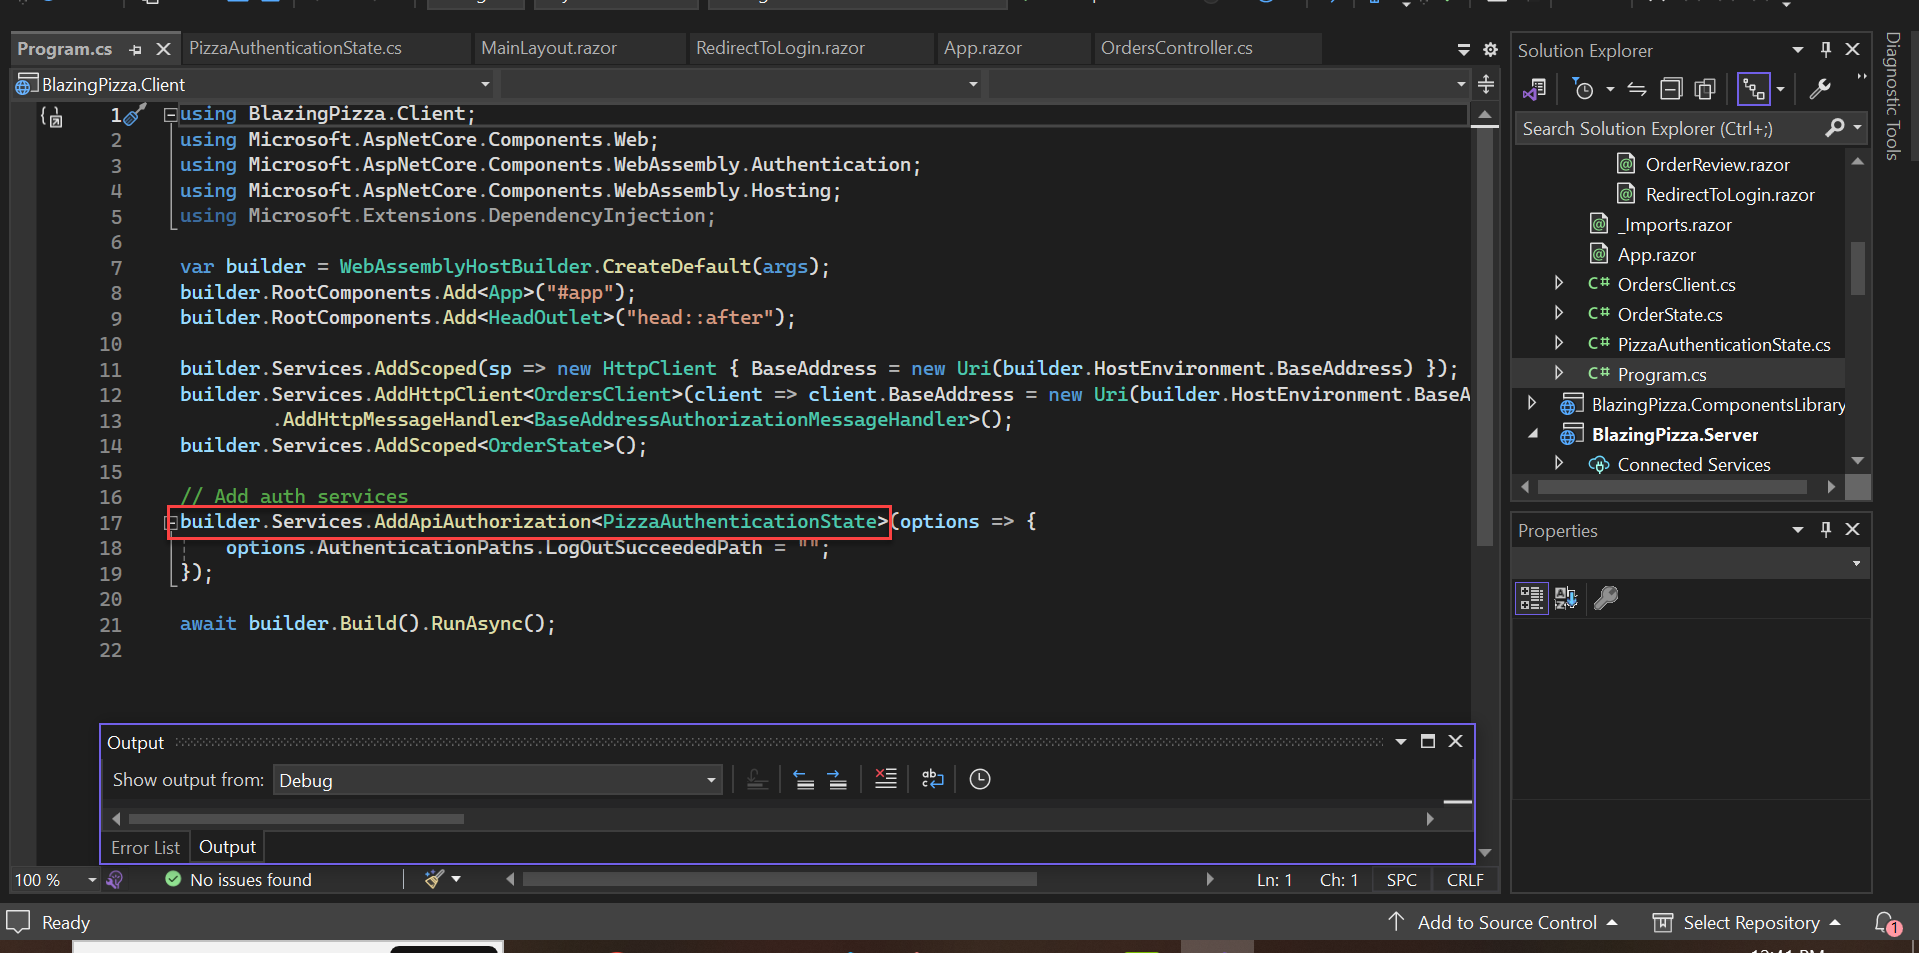 Program.cs
PizzaAuthenticationState.cs
MainLayout.razor
RedirectToLogin.razor
App.razor
OrdersController.cs
BlazingPizza.Client
1 using BlazingPizza.Client;
2 using Microsoft.AspNetCore.Components.Web;
3 using Microsoft.AspNetCore.Components.WebAssembly.Authentication;
4 using Microsoft.AspNetCore.Components.WebAssembly.Hosting;
5 using Microsoft.Extensions.DependencyInjection;
6
7 var builder = WebAssemblyHostBuilder.CreateDefault(args);
8 builder.RootComponents.Add<App>("#app");
9 builder.RootComponents.Add<HeadOutlet>("head::after");
10
11 builder.Services.AddScoped(sp => new HttpClient { BaseAddress = new Uri(builder.HostEnvironment.BaseAddress) });
12 builder.Services.AddHttpClient<OrdersClient>(client => client.BaseAddress = new Uri(builder.HostEnvironment.BaseA
13 .AddHttpMessageHandler<BaseAddressAuthorizationMessageHandler>();
14 builder.Services.AddScoped<OrderState>();
15
16 // Add auth services
17 builder.Services.AddApiAuthorization<PizzaAuthenticationState>(options => {
18 options.AuthenticationPaths.LogOutSucceededPath = "";
19 });
20
21 await builder.Build().RunAsync();
22
Output
Show output from: Debug
Error List
Output
100 %
No issues found
Ln: 1
Ch: 1
SPC
CRLF
Solution Explorer
Search Solution Explorer (Ctrl+;)
OrderReview.razor
RedirectToLogin.razor
_Imports.razor
App.razor
C# OrdersClient.cs
C# OrderState.cs
C# PizzaAuthenticationState.cs
C# Program.cs
BlazingPizza.ComponentsLibrary
BlazingPizza.Server
Connected Services
Properties
Diagnostic Tools
Ready
Add to Source Control
Select Repository
1